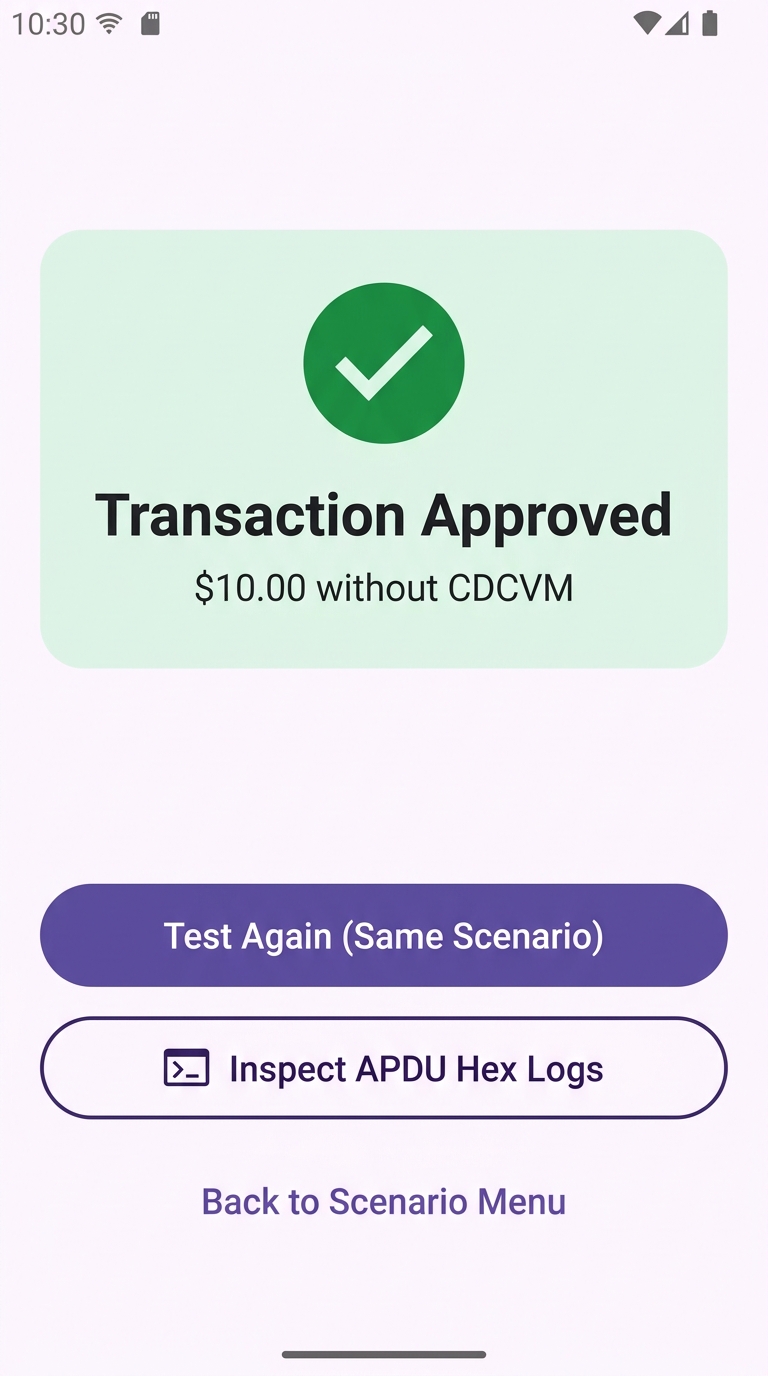 10:30
Transaction Approved
$10.00 without CDCVM
Test Again (Same Scenario)
Inspect APDU Hex Logs
Back to Scenario Menu